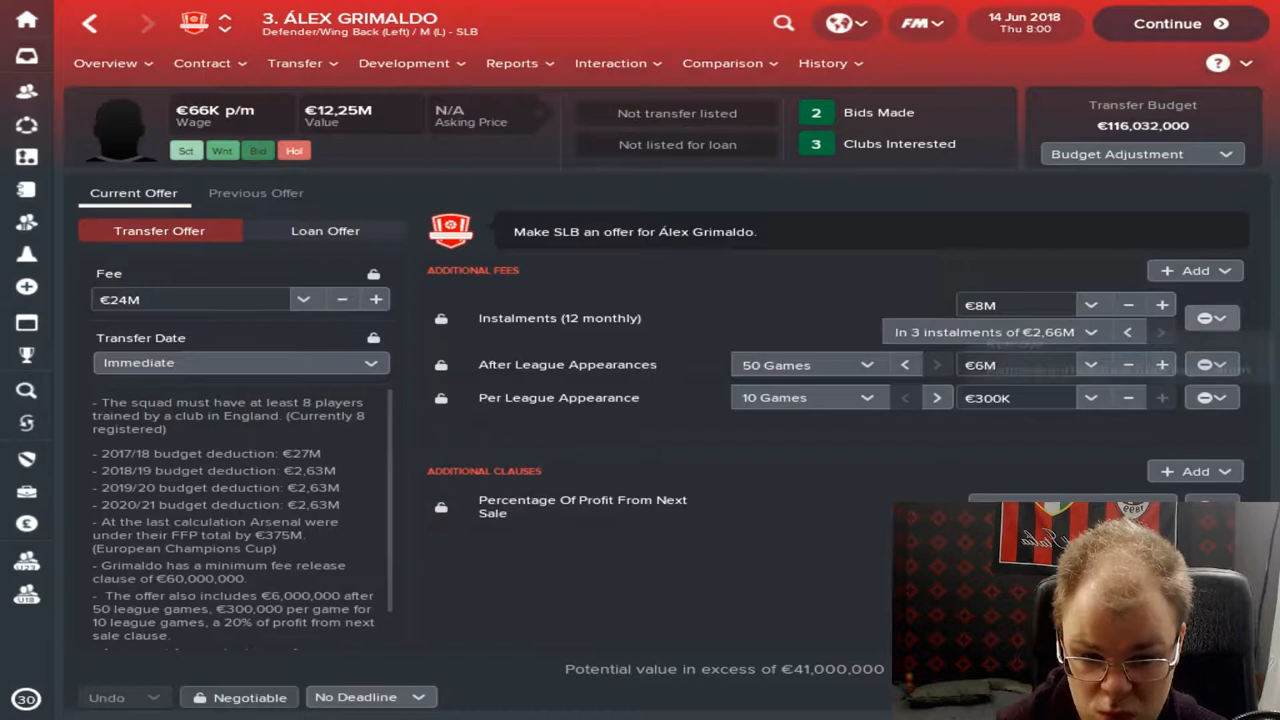 3. ÁLEX GRIMALDO
Defender/Wing Back (Left) / M (L) - SLB
FM
14 Jun 2018
Thu 8:00
Continue
Overview
Contract
Transfer
Development
Reports
Interaction
Comparison
History
?
€66K p/m
Wage
€12,25M
Value
N/A
Asking Price
Sct
Wnt
Bid
Hol
Not transfer listed
Not listed for loan
2 Bids Made
3 Clubs Interested
Transfer Budget
€116,032,000
Budget Adjustment
Current Offer
Previous Offer
Transfer Offer
Loan Offer
Fee
€24M
Transfer Date
Immediate
- The squad must have at least 8 players
trained by a club in England. (Currently 8
registered)
- 2017/18 budget deduction: €27M
- 2018/19 budget deduction: €2,63M
- 2019/20 budget deduction: €2,63M
- 2020/21 budget deduction: €2,63M
- At the last calculation Arsenal were
under their FFP total by €375M.
(European Champions Cup)
- Grimaldo has a minimum fee release
clause of €60,000,000.
- The offer also includes €6,000,000 after
50 league games, €300,000 per game for
10 league games, a 20% of profit from next
sale clause.
Make SLB an offer for Álex Grimaldo.
ADDITIONAL FEES
+ Add
Instalments (12 monthly)
€8M
In 3 instalments of €2,66M
After League Appearances
50 Games
€6M
Per League Appearance
10 Games
€300K
ADDITIONAL CLAUSES
+ Add
Percentage Of Profit From Next
Sale
Potential value in excess of €41,000,000
Undo
Negotiable
No Deadline
U23
U18
30